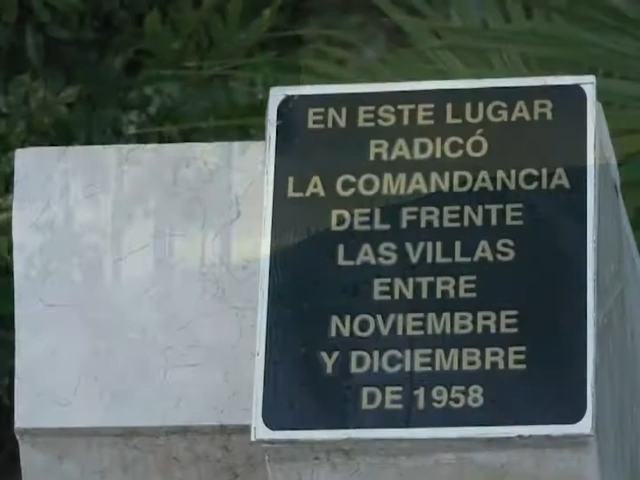 EN ESTE LUGAR
RADICÓ
LA COMANDANCIA
DEL FRENTE
LAS VILLAS
ENTRE
NOVIEMBRE
Y DICIEMBRE
DE 1958